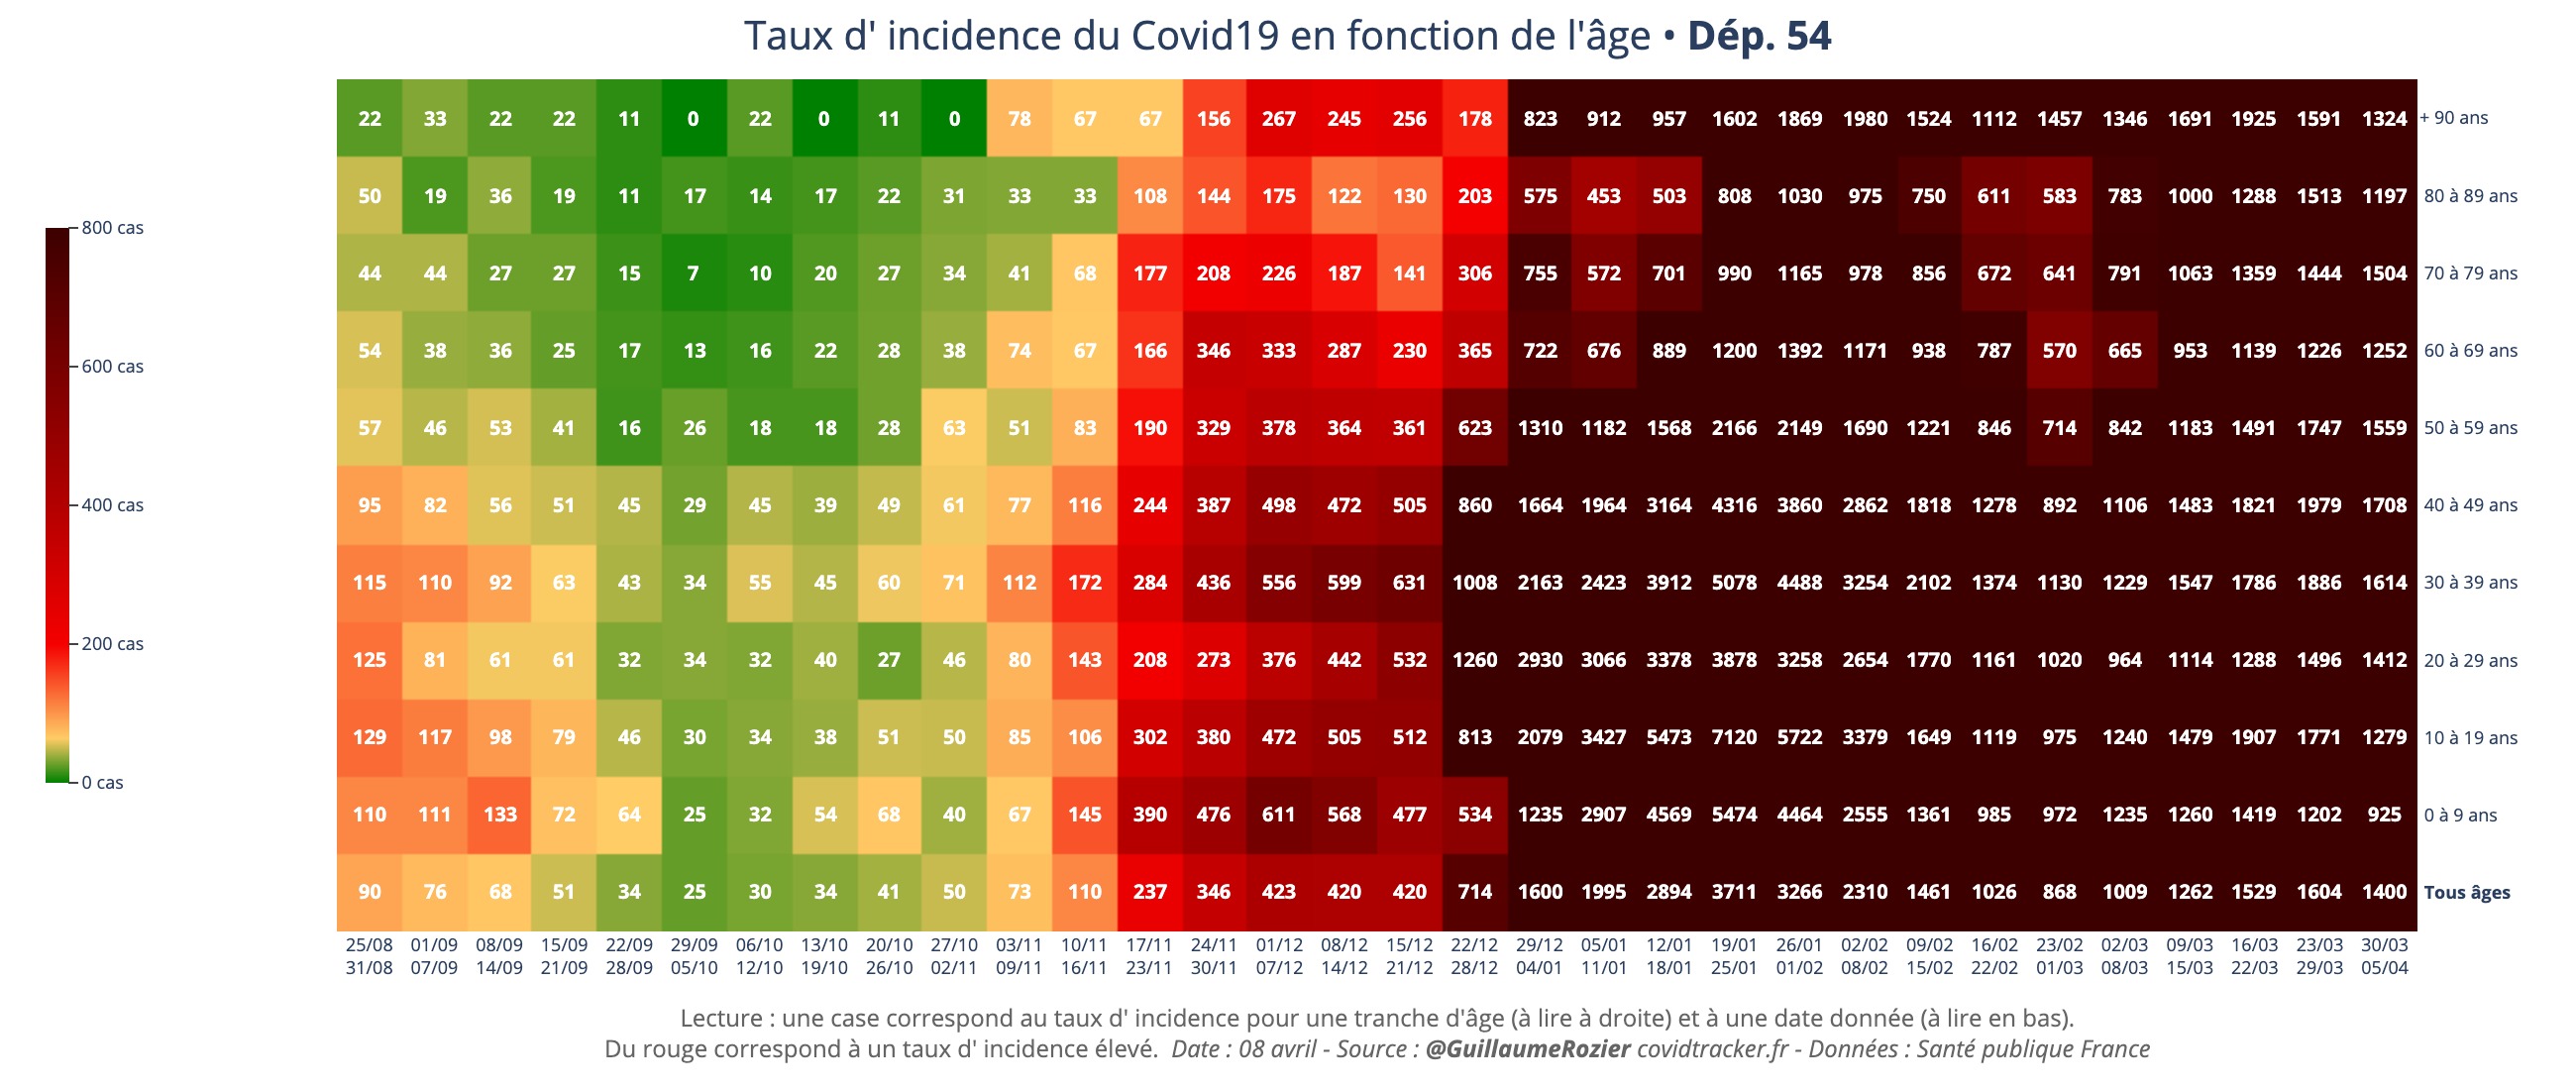 Taux d' incidence du Covid19 en fonction de l'âge • Dép. 54
22 33 22 22 11 0 22 0 11 0 78 67 67 156 267 245 256 178 823 912 957 1602 1869 1980 1524 1112 1457 1346 1691 1925 1591 1324 + 90 ans
50 19 36 19 11 17 14 17 22 31 33 33 108 144 175 122 130 203 575 453 503 808 1030 975 750 611 583 783 1000 1288 1513 1197 80 à 89 ans
800 cas
44 44 27 27 15 7 10 20 27 34 41 68 177 208 226 187 141 306 755 572 701 990 1165 978 856 672 641 791 1063 1359 1444 1504 70 à 79 ans
54 38 36 25 17 13 16 22 28 38 74 67 166 346 333 287 230 365 722 676 889 1200 1392 1171 938 787 570 665 953 1139 1226 1252 60 à 69 ans
600 cas
57 46 53 41 16 26 18 18 28 63 51 83 190 329 378 364 361 623 1310 1182 1568 2166 2149 1690 1221 846 714 842 1183 1491 1747 1559 50 à 59 ans
400 cas
95 82 56 51 45 29 45 39 49 61 77 116 244 387 498 472 505 860 1664 1964 3164 4316 3860 2862 1818 1278 892 1106 1483 1821 1979 1708 40 à 49 ans
115 110 92 63 43 34 55 45 60 71 112 172 284 436 556 599 631 1008 2163 2423 3912 5078 4488 3254 2102 1374 1130 1229 1547 1786 1886 1614 30 à 39 ans
200 cas
125 81 61 61 32 34 32 40 27 46 80 143 208 273 376 442 532 1260 2930 3066 3378 3878 3258 2654 1770 1161 1020 964 1114 1288 1496 1412 20 à 29 ans
129 117 98 79 46 30 34 38 51 50 85 106 302 380 472 505 512 813 2079 3427 5473 7120 5722 3379 1649 1119 975 1240 1479 1907 1771 1279 10 à 19 ans
0 cas
110 111 133 72 64 25 32 54 68 40 67 145 390 476 611 568 477 534 1235 2907 4569 5474 4464 2555 1361 985 972 1235 1260 1419 1202 925 0 à 9 ans
90 76 68 51 34 25 30 34 41 50 73 110 237 346 423 420 420 714 1600 1995 2894 3711 3266 2310 1461 1026 868 1009 1262 1529 1604 1400 Tous âges
25/08 01/09 08/09 15/09 22/09 29/09 06/10 13/10 20/10 27/10 03/11 10/11 17/11 24/11 01/12 08/12 15/12 22/12 29/12 05/01 12/01 19/01 26/01 02/02 09/02 16/02 23/02 02/03 09/03 16/03 23/03 30/03
31/08 07/09 14/09 21/09 28/09 05/10 12/10 19/10 26/10 02/11 09/11 16/11 23/11 30/11 07/12 14/12 21/12 28/12 04/01 11/01 18/01 25/01 01/02 08/02 15/02 22/02 01/03 08/03 15/03 22/03 29/03 05/04
Lecture : une case correspond au taux d' incidence pour une tranche d'âge (à lire à droite) et à une date donnée (à lire en bas).
Du rouge correspond à un taux d' incidence élevé. Date : 08 avril - Source : @GuillaumeRozier covidtracker.fr - Données : Santé publique France